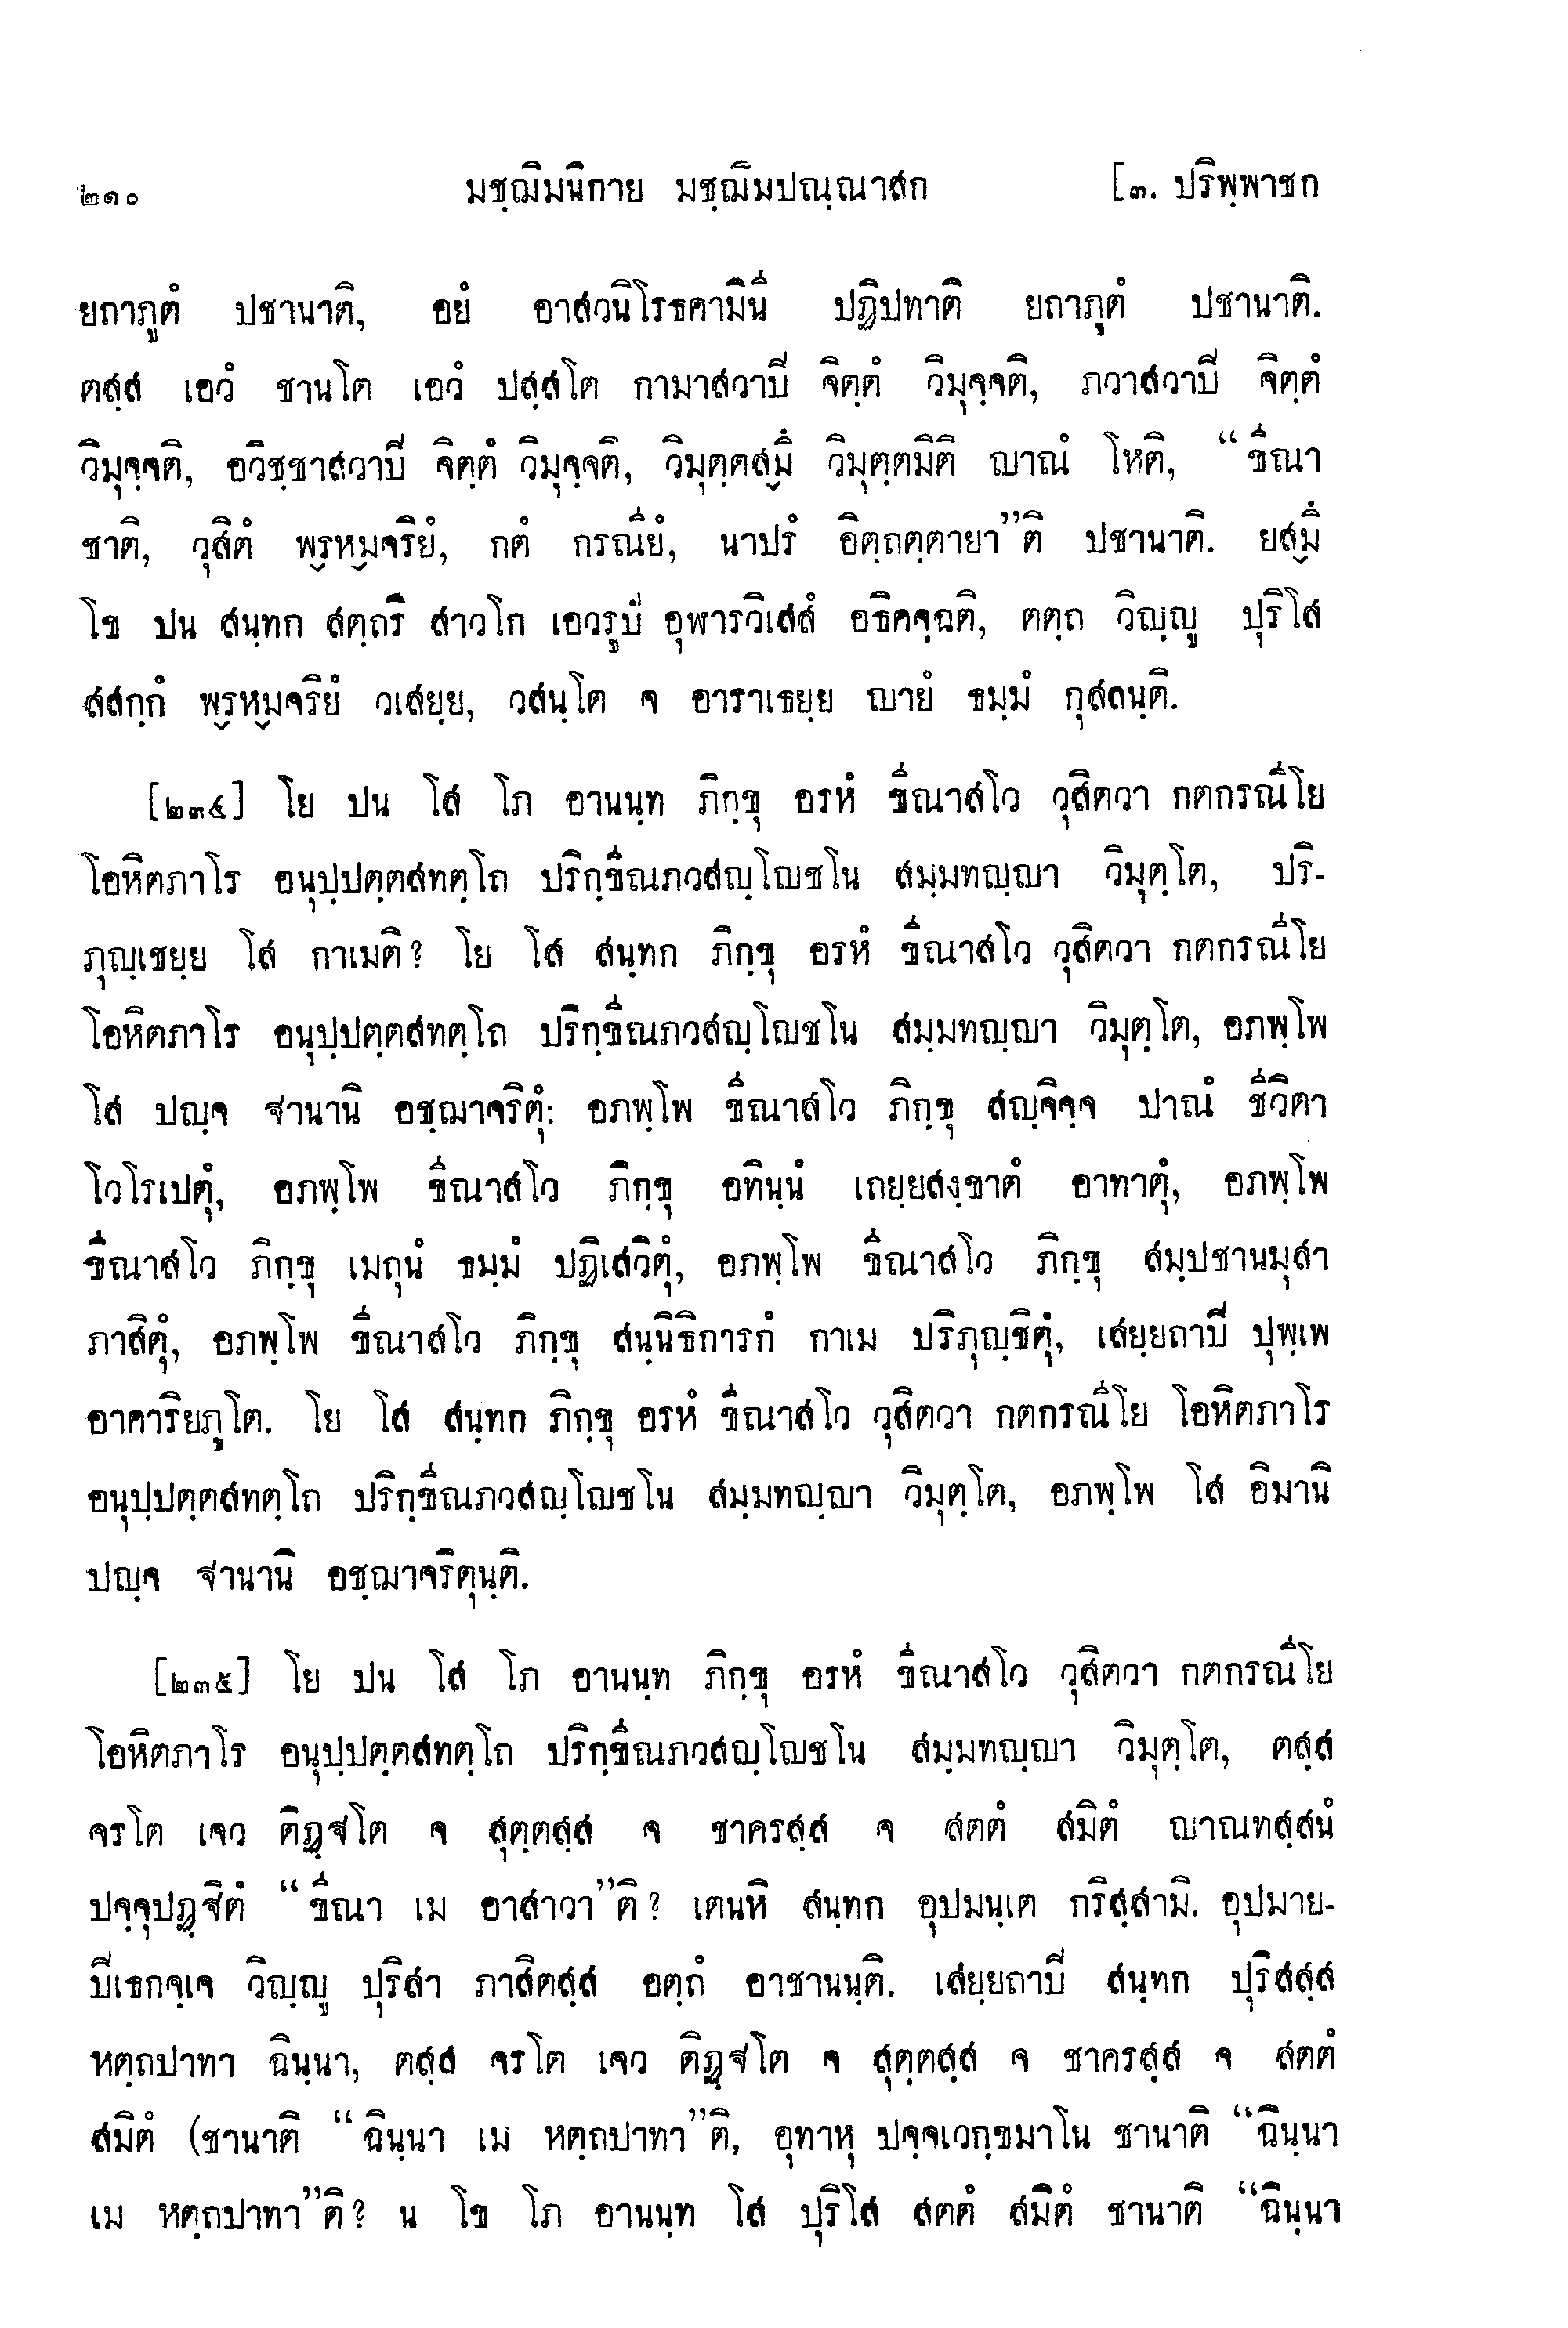 ๒๑๐ มชฺฌิมนิกาย มชฺฌิมปณฺณาสก [๓. ปริพฺพาชก
ยถาภูตํ ปชานาติ, อยํ อาสวนิโรธคามินี ปฏิปทาติ ยถาภูตํ ปชานาติ.
ตสฺส เอวํ ชานโต เอวํ ปสฺสโต กามาสวาปี จิตฺตํ วิมุจฺจติ, ภวาสวาปี จิตฺตํ
วิมุจฺจติ, อวิชฺชาสวาปี จิตฺตํ วิมุจฺจติ, วิมุตฺตสฺมึ วิมุตฺตมิติ ญาณํ โหติ, “ขีณา
ชาติ, วุสิตํ พฺรหฺมจริยํ, กตํ กรณียํ, นาปรํ อิตฺถตฺตายา”ติ ปชานาติ. ยสฺมึ
โข ปน สนฺทก สตฺถริ สาวโก เอวรูปํ อุฬารวิเสสํ อธิคจฺฉติ, ตตฺถ วิญฺญู ปุริโส
สสกฺกํ พฺรหฺมจริยํ วเสยฺย, วสนฺโต จ อาราเธยฺย ญายํ ธมฺมํ กุสลนฺติ.
[๒๓๔] โย ปน โส โภ อานนฺท ภิกฺขุ อรหํ ขีณาสโว วุสิตวา กตกรณีโย
โอหิตภาโร อนุปฺปตฺตสทตฺโถ ปริกฺขีณภวสญฺโญชโน สมฺมทญฺญา วิมุตฺโต, ปริ-
ภุญฺเชยฺย โส กาเมติ? โย โส สนฺทก ภิกฺขุ อรหํ ขีณาสโว วุสิตวา กตกรณีโย
โอหิตภาโร อนุปฺปตฺตสทตฺโถ ปริกฺขีณภวสญฺโญชโน สมฺมทญฺญา วิมุตฺโต, อภพฺโพ
โส ปญฺจ ฐานานิ อชฺฌาจริตุํ: อภพฺโพ ขีณาสโว ภิกฺขุ สญฺจิจฺจ ปาณํ ชีวิตา
โวโรเปตุํ, อภพฺโพ ขีณาสโว ภิกฺขุ อทินฺนํ เถยฺยสงฺขาตํ อาทาตุํ, อภพฺโพ
ขีณาสโว ภิกฺขุ เมถุนํ ธมฺมํ ปฏิเสวิตุํ, อภพฺโพ ขีณาสโว ภิกฺขุ สมฺปชานมุสา
ภาสิตุํ, อภพฺโพ ขีณาสโว ภิกฺขุ สนฺนิธิการกํ กาเม ปริภุญฺชิตุํ, เสยฺยถาปี ปุพฺเพ
อาคาริยภูโต. โย โส สนฺทก ภิกฺขุ อรหํ ขีณาสโว วุสิตวา กตกรณีโย โอหิตภาโร
อนุปฺปตฺตสทตฺโถ ปริกฺขีณภวสญฺโญชโน สมฺมทญฺญา วิมุตฺโต, อภพฺโพ โส อิมานิ
ปญฺจ ฐานานิ อชฺฌาจริตุนฺติ.
[๒๓๕] โย ปน โส โภ อานนฺท ภิกฺขุ อรหํ ขีณาสโว วุสิตวา กตกรณีโย
โอหิตภาโร อนุปฺปตฺตสทตฺโถ ปริกฺขีณภวสญฺโญชโน สมฺมทญฺญา วิมุตฺโต, ตสฺส
จรโต เจว ติฏฺฐโต จ สุตฺตสฺส จ ชาครสฺส จ สตตํ สมิตํ ญาณทสฺสนํ
ปจฺจุปฏฺฐิตํ “ขีณา เม อาสาวา”ติ? เตนหิ สนฺทก อุปมนฺเต กริสฺสามิ. อุปมาย-
ปีเธกจฺเจ วิญฺญู ปุริสา ภาสิตสฺส อตฺถํ อาชานนฺติ. เสยฺยถาปี สนฺทก ปุริสสฺส
หตฺถปาทา ฉินฺนา, ตสฺส จรโต เจว ติฏฺฐโต จ สุตฺตสฺส จ ชาครสฺส จ สตตํ
สมิตํ (ชานาติ “ฉินฺนา เม หตฺถปาทา”ติ, อุทาหุ ปจฺจเวกฺขมาโน ชานาติ “ฉินฺนา
เม หตฺถปาทา”ติ? น โข โภ อานนฺท โส ปุริโส สตตํ สมิตํ ชานาติ “ฉินฺนา